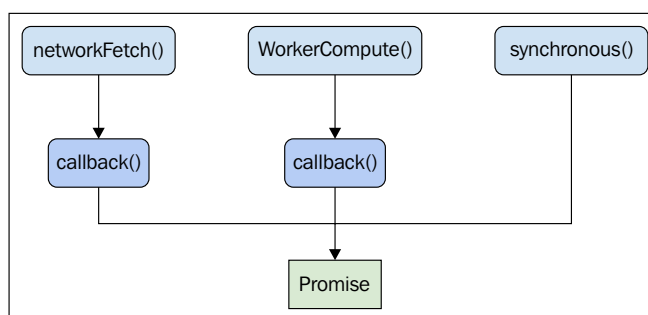 networkFetch()
WorkerCompute()
synchronous()
callback()
callback()
Promise